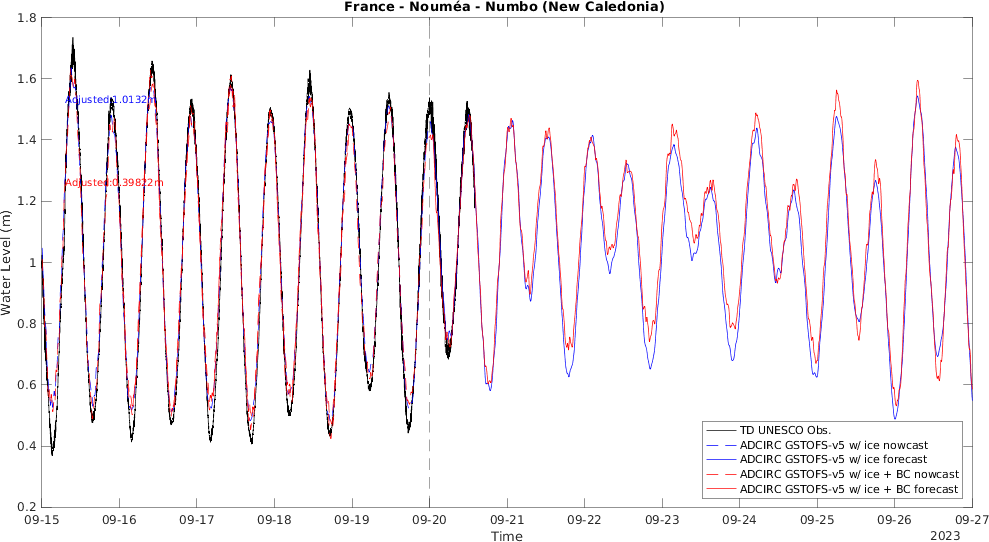 France - Nouméa - Numbo (New Caledonia)
1.8
1.6
1.4
1.2
1
0.8
0.6
0.4
0.2
Water Level (m)
Adjusted:1.0132m
Adjusted:0.39822m
TD UNESCO Obs.
ADCIRC GSTOFS-v5 w/ ice nowcast
ADCIRC GSTOFS-v5 w/ ice forecast
ADCIRC GSTOFS-v5 w/ ice + BC nowcast
ADCIRC GSTOFS-v5 w/ ice + BC forecast
09-15 09-16 09-17 09-18 09-19 09-20 09-21 09-22 09-23 09-24 09-25 09-26 09-27
Time
2023